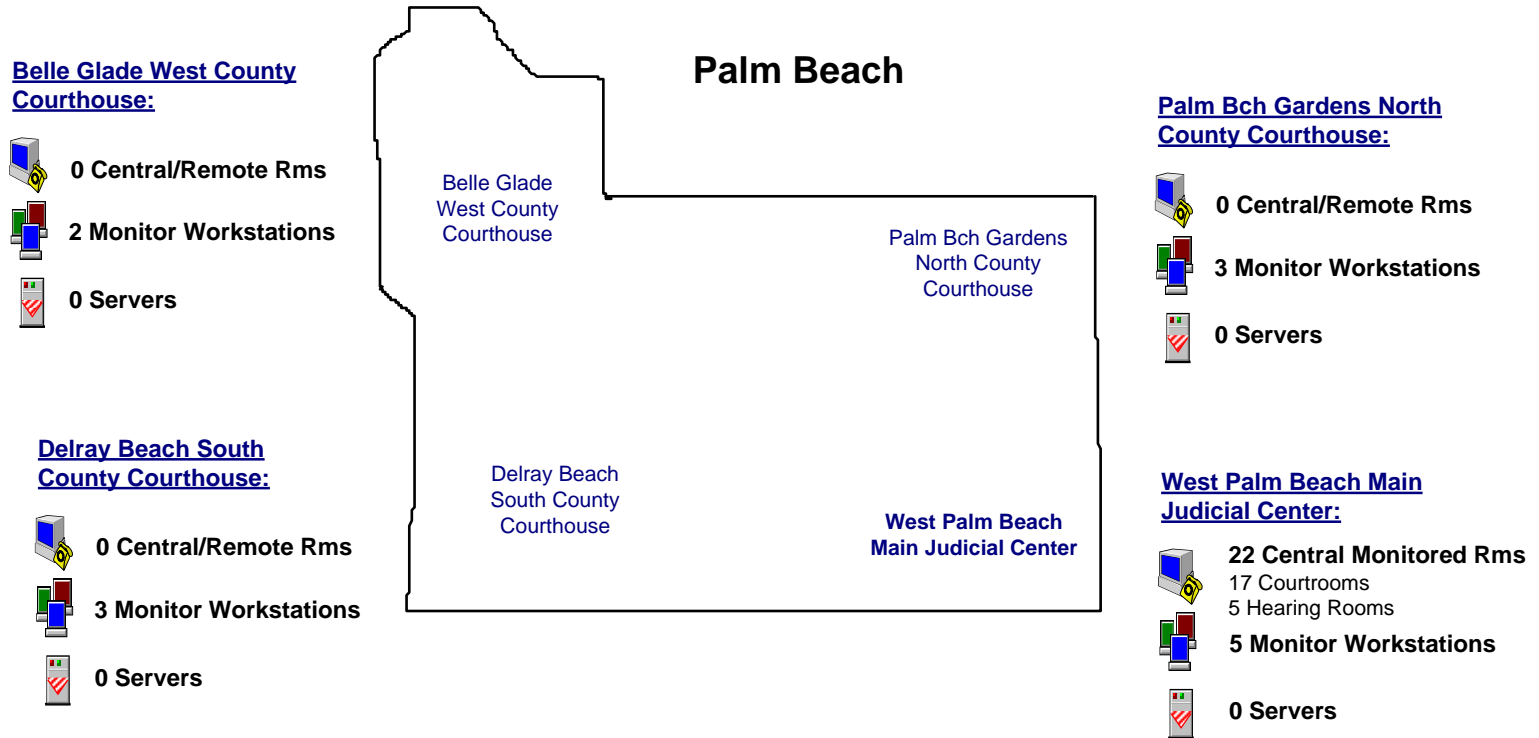 Palm Beach
Belle Glade West County
Courthouse:
0 Central/Remote Rms
2 Monitor Workstations
0 Servers
Belle Glade
West County
Courthouse
Palm Bch Gardens
North County
Courthouse
Palm Bch Gardens North
County Courthouse:
0 Central/Remote Rms
3 Monitor Workstations
0 Servers
Delray Beach South
County Courthouse:
0 Central/Remote Rms
3 Monitor Workstations
0 Servers
Delray Beach
South County
Courthouse
West Palm Beach
Main Judicial Center
West Palm Beach Main
Judicial Center:
22 Central Monitored Rms
17 Courtrooms
5 Hearing Rooms
5 Monitor Workstations
0 Servers